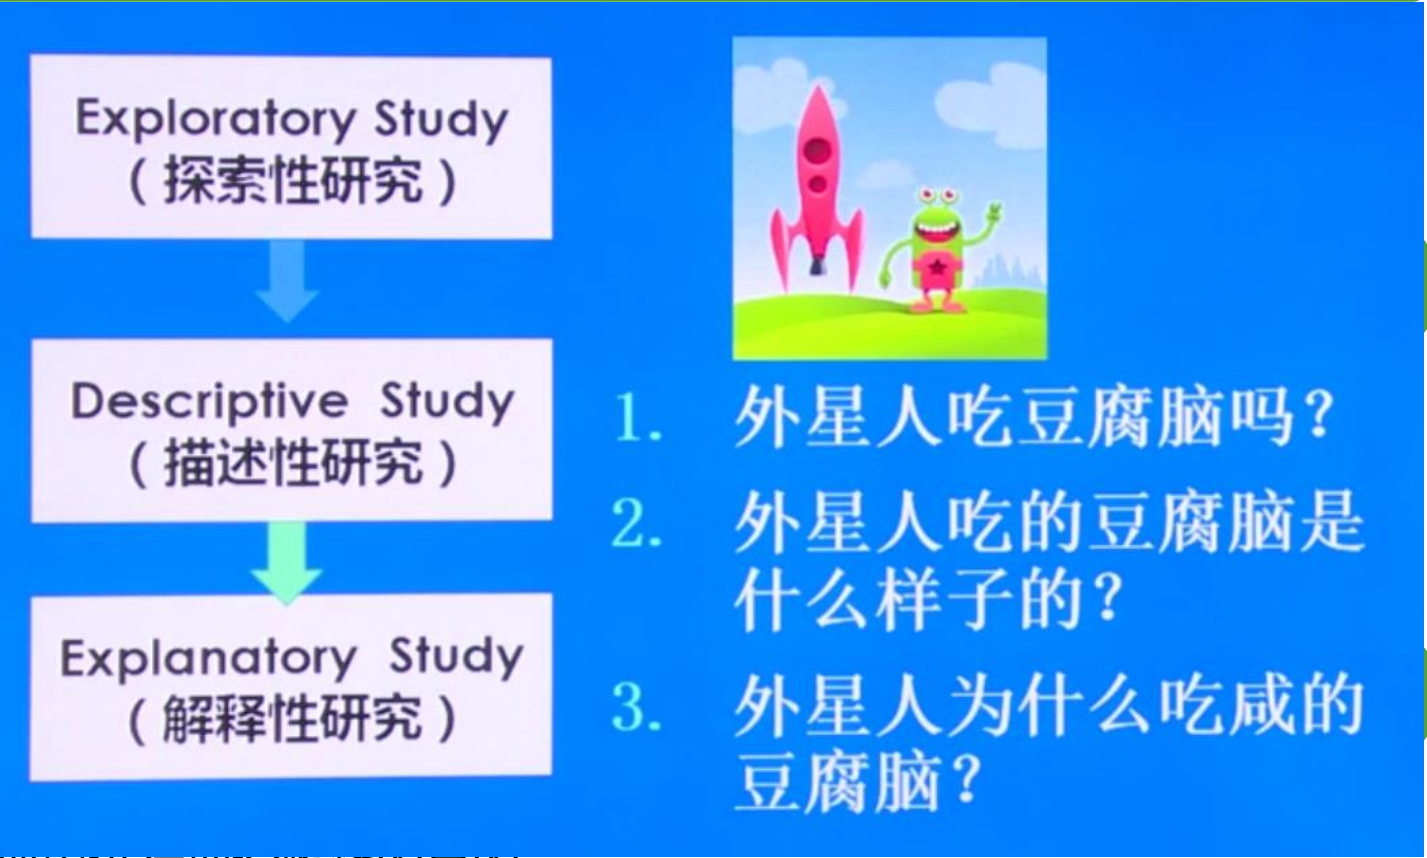 Exploratory Study
（探索性研究）
Descriptive Study
（描述性研究）
Explanatory Study
（解释性研究）
1. 外星人吃豆腐脑吗？
2. 外星人吃的豆腐脑是
什么样子的？
3. 外星人为什么吃咸的
豆腐脑？